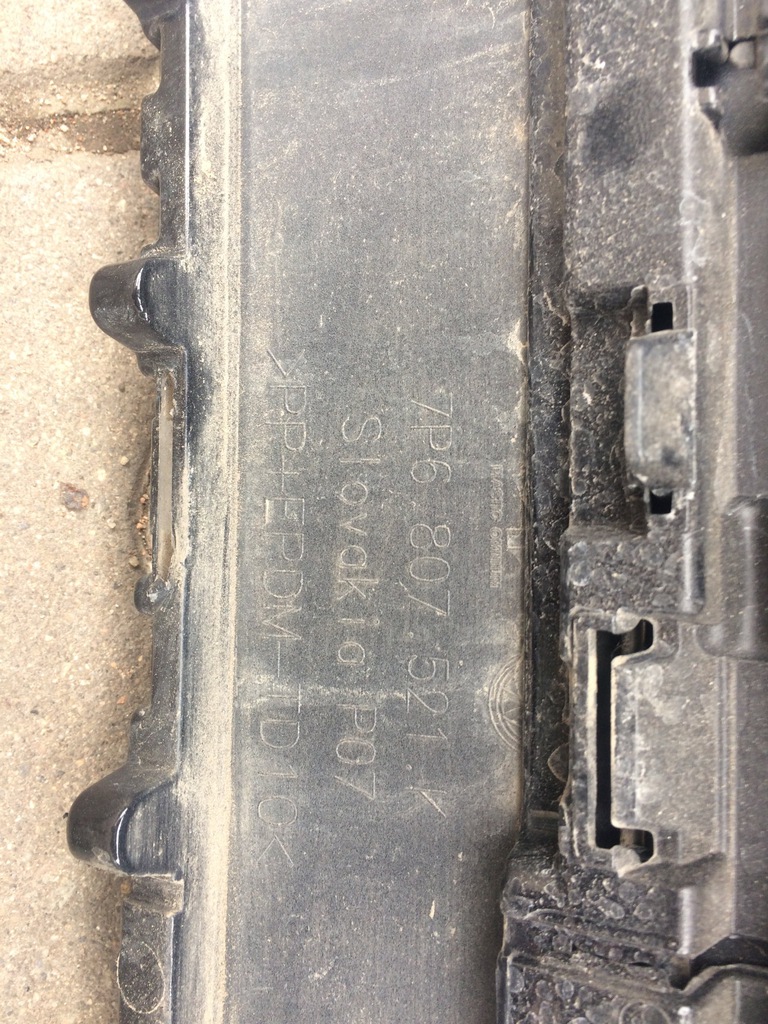 7P6.807.521 K
Slovakia P07
>PP+EPDM-TD10<